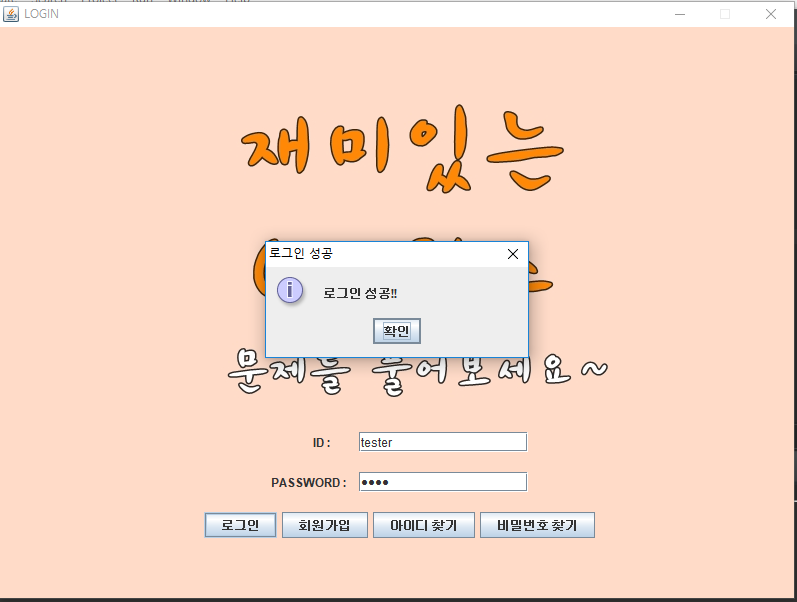 LOGIN
재미있는
로그인 성공
로그인 성공!!
확인
문제를 풀어보세요~
ID :
tester
PASSWORD :
••••
로그인
회원가입
아이디 찾기
비밀번호 찾기